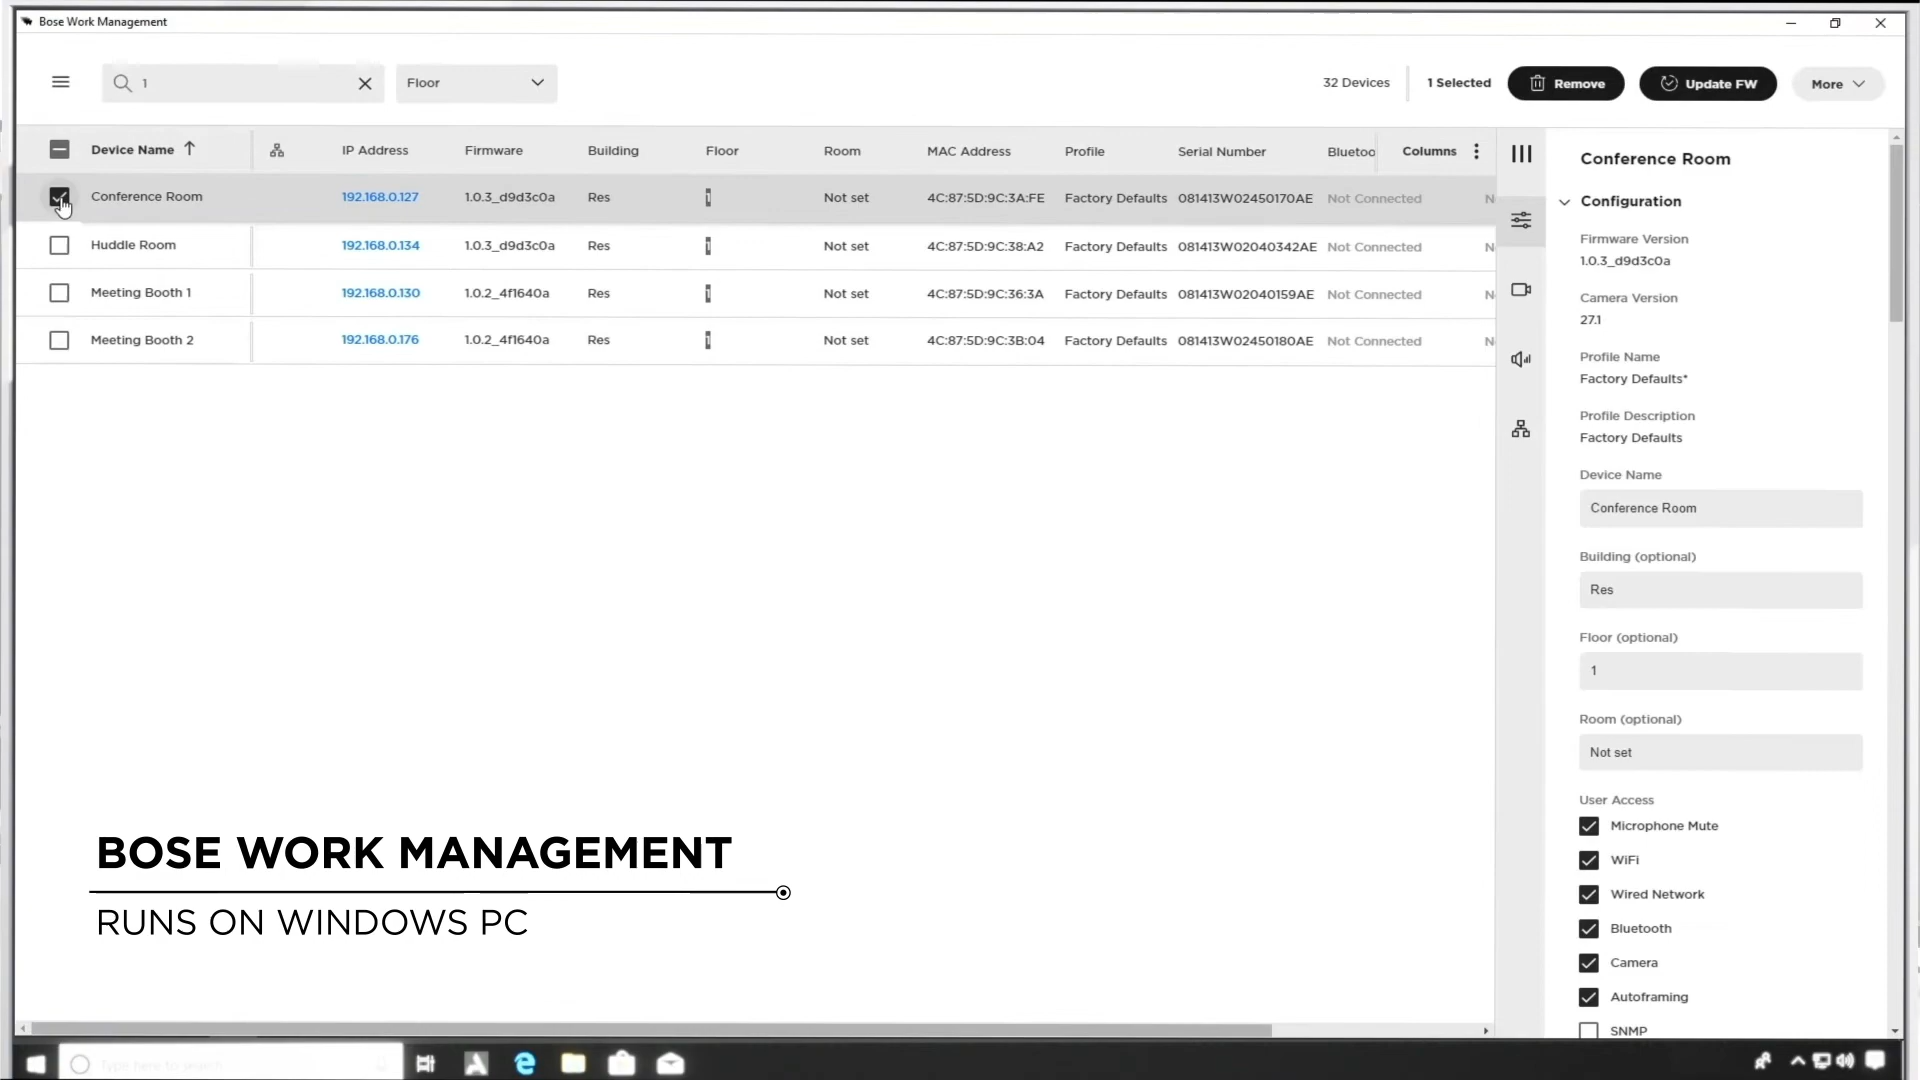 Bose Work Management
1
Floor
32 Devices
1 Selected
Remove
Update FW
More
Device Name IP Address Firmware Building Floor Room MAC Address Profile Serial Number Bluetoo Columns
Conference Room 192.168.0.127 1.0.3_d9d3c0a Res 1 Not set 4C:87:5D:9C:3A:FE Factory Defaults 081413W02450170AE Not Connected N
Huddle Room 192.168.0.134 1.0.3_d9d3c0a Res 1 Not set 4C:87:5D:9C:38:A2 Factory Defaults 081413W02040342AE Not Connected N
Meeting Booth 1 192.168.0.130 1.0.2_4f1640a Res 1 Not set 4C:87:5D:9C:36:3A Factory Defaults 081413W02040159AE Not Connected N
Meeting Booth 2 192.168.0.176 1.0.2_4f1640a Res 1 Not set 4C:87:5D:9C:3B:04 Factory Defaults 081413W02450180AE Not Connected N
Conference Room
Configuration
Firmware Version
1.0.3_d9d3c0a
Camera Version
27.1
Profile Name
Factory Defaults*
Profile Description
Factory Defaults
Device Name
Conference Room
Building (optional)
Res
Floor (optional)
1
Room (optional)
Not set
User Access
Microphone Mute
WiFi
Wired Network
Bluetooth
Camera
Autoframing
SNMP
BOSE WORK MANAGEMENT
RUNS ON WINDOWS PC
Type here to search